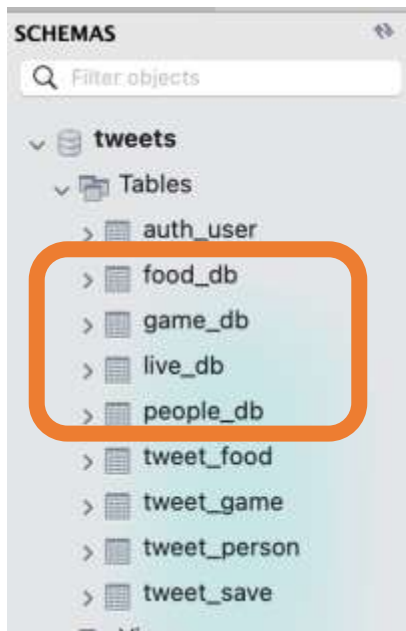 SCHEMAS
Filter objects
tweets
Tables
auth_user
food_db
game_db
live_db
people_db
tweet_food
tweet_game
tweet_person
tweet_save